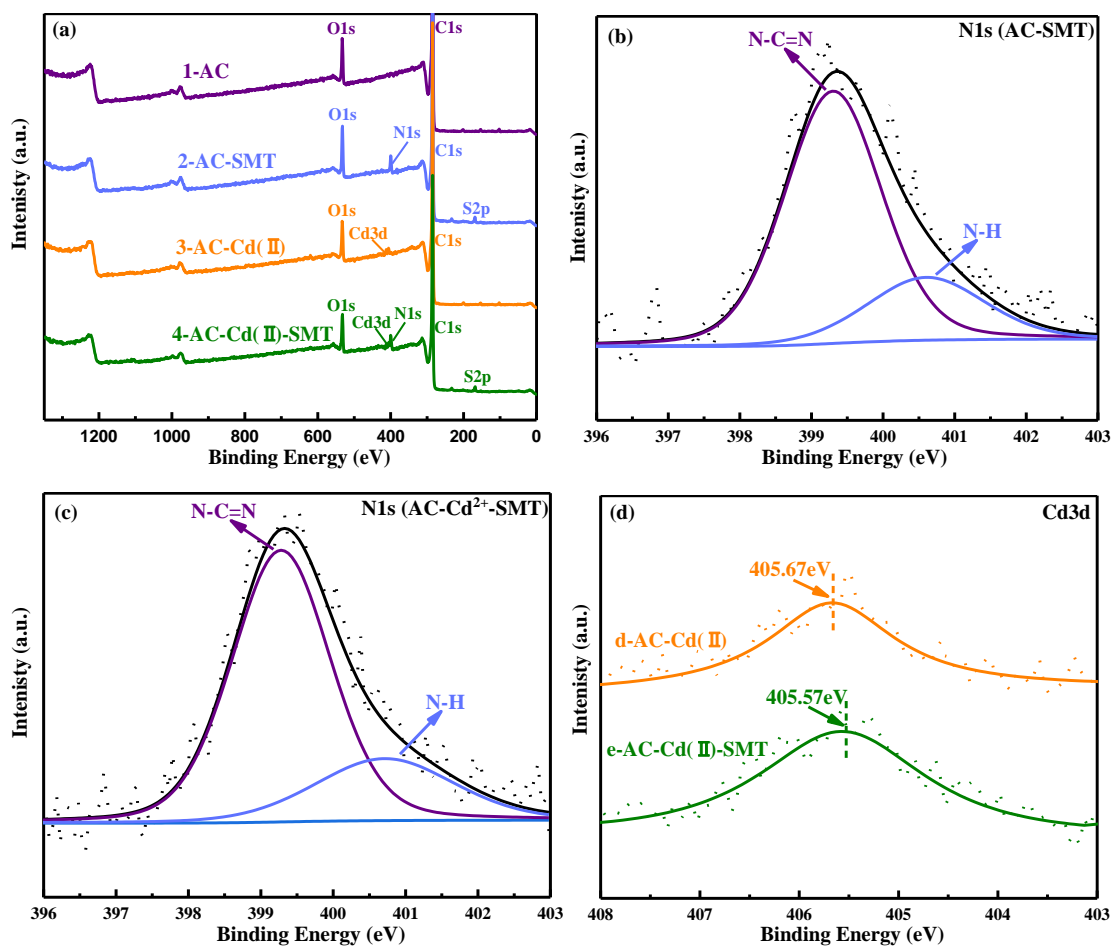 (a)
O1s
C1s
1-AC
O1s
N1s
C1s
2-AC-SMT
S2p
O1s
Cd3d
C1s
3-AC-Cd(Ⅱ)
O1s
Cd3d
N1s
C1s
4-AC-Cd(Ⅱ)-SMT
S2p
1200 1000 800 600 400 200 0
Binding Energy (eV)
Intenisty (a.u.)
(b)
N1s (AC-SMT)
N-C=N
N-H
396 397 398 399 400 401 402 403
Binding Energy (eV)
Intenisty (a.u.)
(c)
N1s (AC-Cd²⁺-SMT)
N-C=N
N-H
396 397 398 399 400 401 402 403
Binding Energy (eV)
Intenisty (a.u.)
(d)
Cd3d
405.67eV
d-AC-Cd(Ⅱ)
405.57eV
e-AC-Cd(Ⅱ)-SMT
408 407 406 405 404 403
Binding Energy (eV)
Intenisty (a.u.)